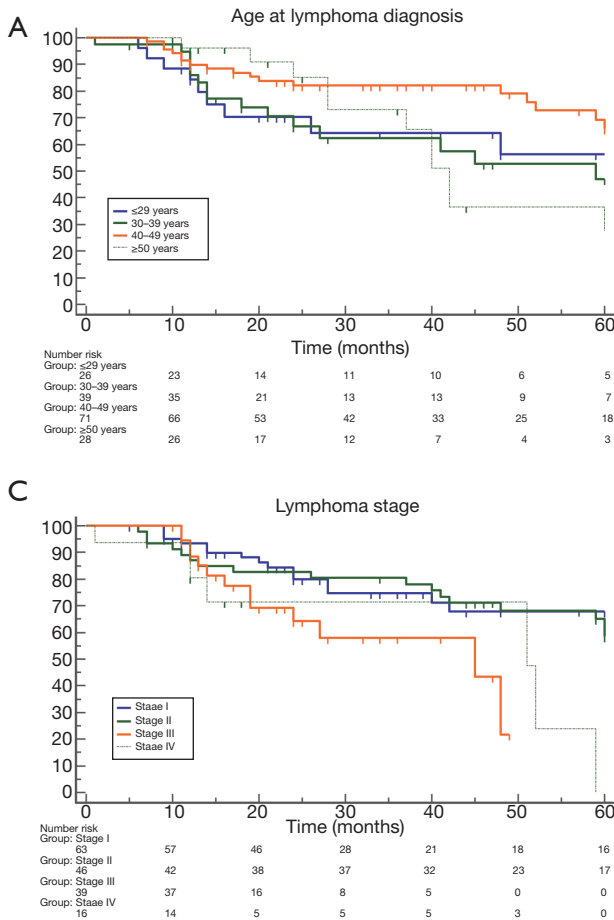 A
Age at lymphoma diagnosis
100
90
80
70
60
50
40
30
20
10
0
≤29 years
30–39 years
40–49 years
≥50 years
0 10 20 30 40 50 60
Time (months)
Number risk
Group: ≤29 years
26 23 14 11 10 6 5
Group: 30–39 years
39 35 21 13 13 9 7
Group: 40–49 years
71 66 53 42 33 25 18
Group: ≥50 years
28 26 17 12 7 4 3
C
Lymphoma stage
100
90
80
70
60
50
40
30
20
10
0
Staae I
Stage II
Stage III
Staae IV
0 10 20 30 40 50 60
Time (months)
Number risk
Group: Stage I
63 57 46 28 21 18 16
Group: Stage II
46 42 38 37 32 23 17
Group: Stage III
39 37 16 8 5 0 0
Group: Staae IV
16 14 5 5 5 3 0